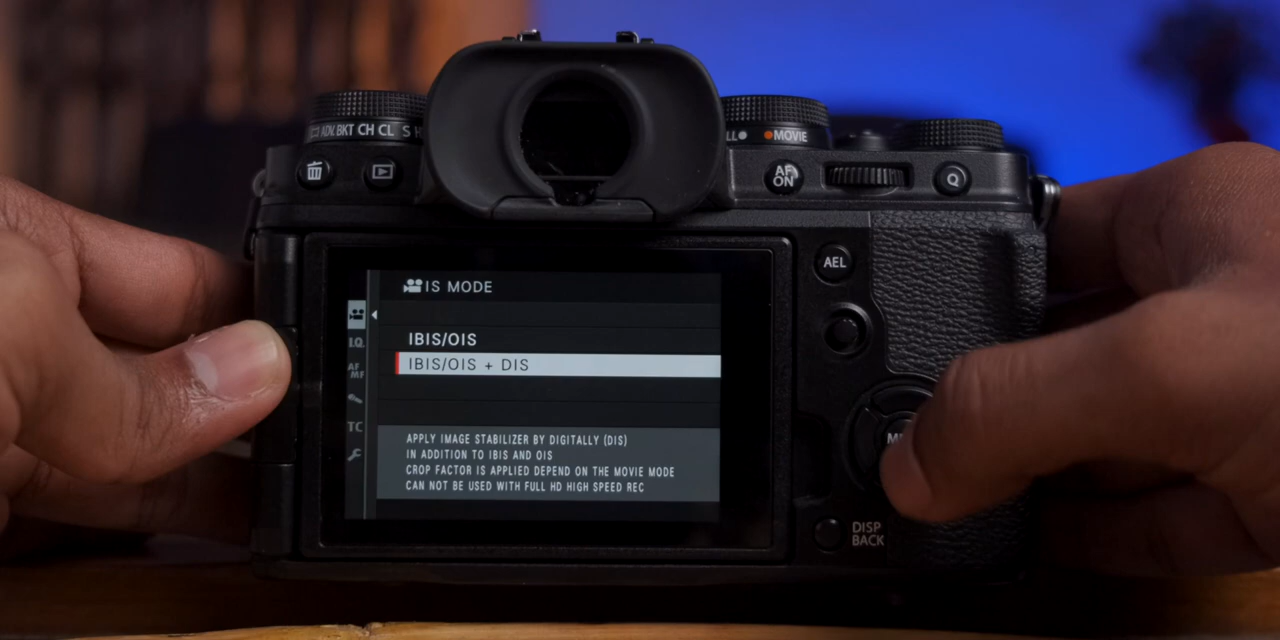 ADV. BKT CH CL S
LL MOVIE
AF
ON
Q
AEL
IS MODE
IBIS/OIS
I.Q.
IBIS/OIS + DIS
AF
MF
TC
APPLY IMAGE STABILIZER BY DIGITALLY (DIS)
IN ADDITION TO IBIS AND OIS
CROP FACTOR IS APPLIED DEPEND ON THE MOVIE MODE
CAN NOT BE USED WITH FULL HD HIGH SPEED REC
DISP
BACK